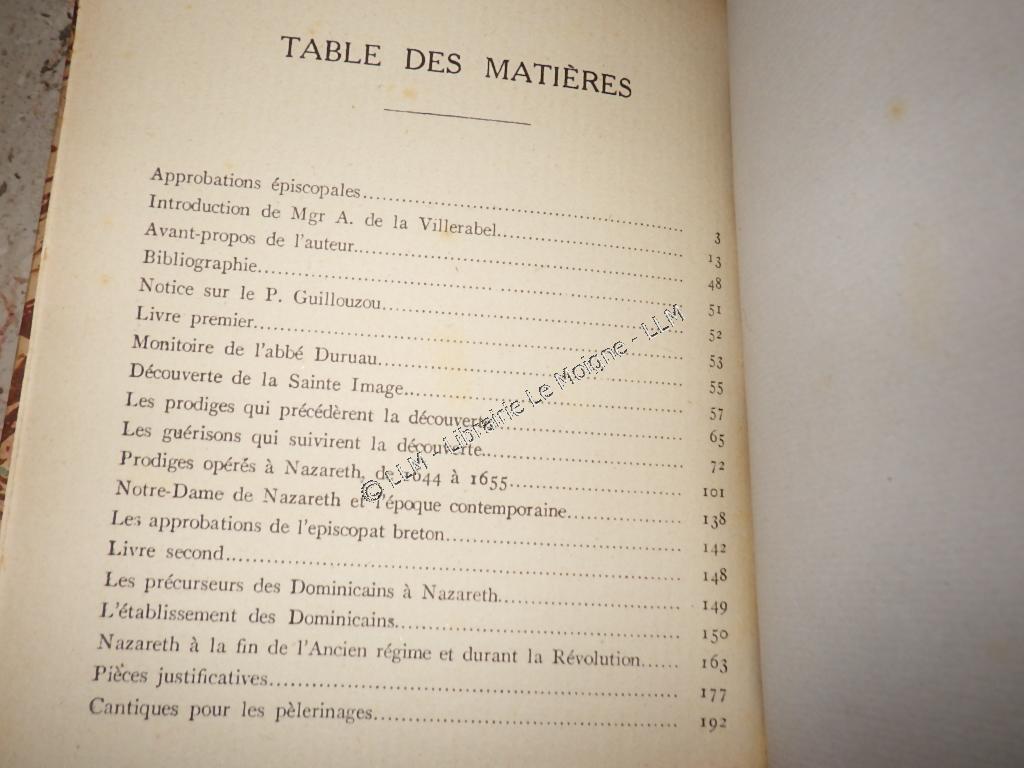 TABLE DES MATIÈRES
Approbations épiscopales........ 3
Introduction de Mgr A. de la Villerabel........ 13
Avant-propos de l'auteur........ 48
Bibliographie........ 51
Notice sur le P. Guillouzou........ 52
Livre premier........ 53
Monitoire de l'abbé Duruau........ 55
Découverte de la Sainte Image........ 57
Les prodiges qui précédèrent la découverte........ 65
Les guérisons qui suivirent la découverte........ 72
Prodiges opérés à Nazareth, de 1644 à 1655........ 101
Notre-Dame de Nazareth et l'époque contemporaine........ 138
Les approbations de l'episcopat breton........ 142
Livre second........ 148
Les précurseurs des Dominicains à Nazareth........ 149
L'établissement des Dominicains........ 150
Nazareth à la fin de l'Ancien régime et durant la Révolution...... 163
Pièces justificatives........ 177
Cantiques pour les pèlerinages........ 192
© LLM - Librairie Le Moigne - LLM